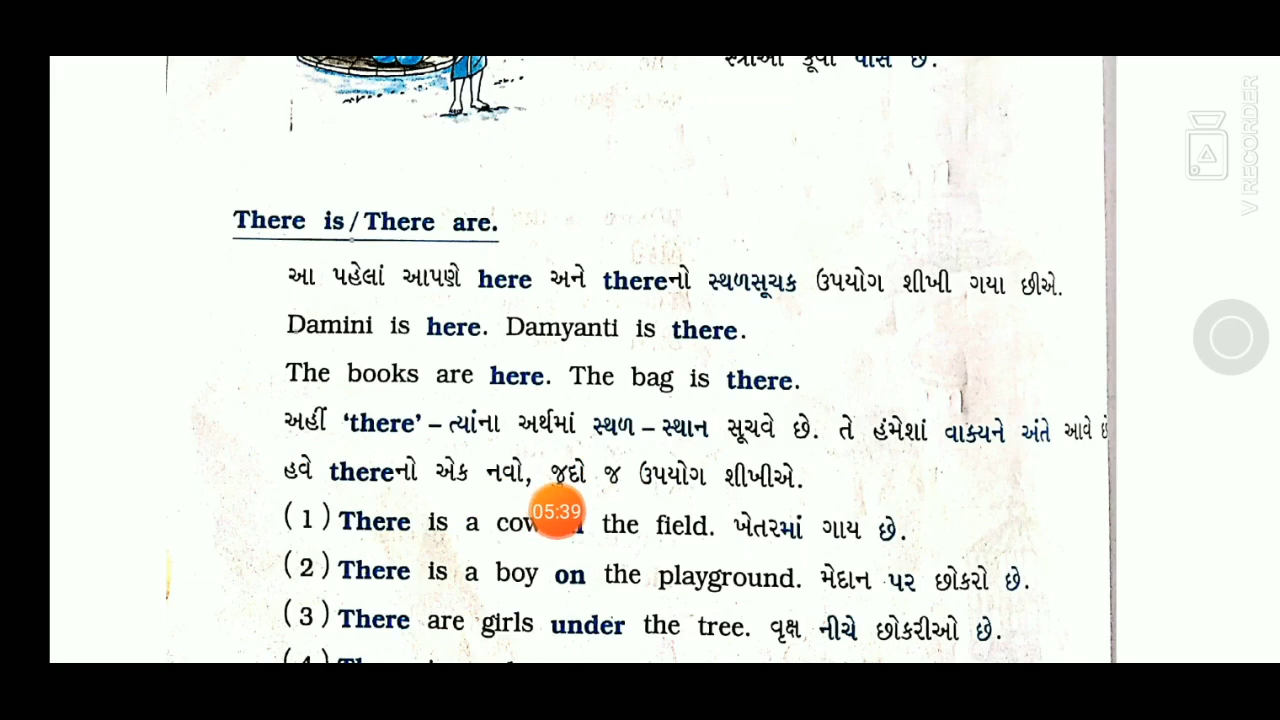 પાસે છે.
There is/There are.
આ પહેલાં આપણે here અને thereનો સ્થળસૂચક ઉપયોગ શીખી ગયા છીએ.
Damini is here. Damyanti is there.
The books are here. The bag is there.
અહીં ‘there’ – ત્યાંના અર્થમાં સ્થળ – સ્થાન સૂચવે છે. તે હંમેશાં વાક્યને અંતે આવે
હવે thereનો એક નવો, જુદો જ ઉપયોગ શીખીએ.
(1) There is a the field. ખેતરમાં ગાય છે.
(2) There is a boy on the playground. મેદાન પર છોકરો છે.
(3) There are girls under the tree. વૃક્ષ નીચે છોકરીઓ છે.
05:39
V RECORDER